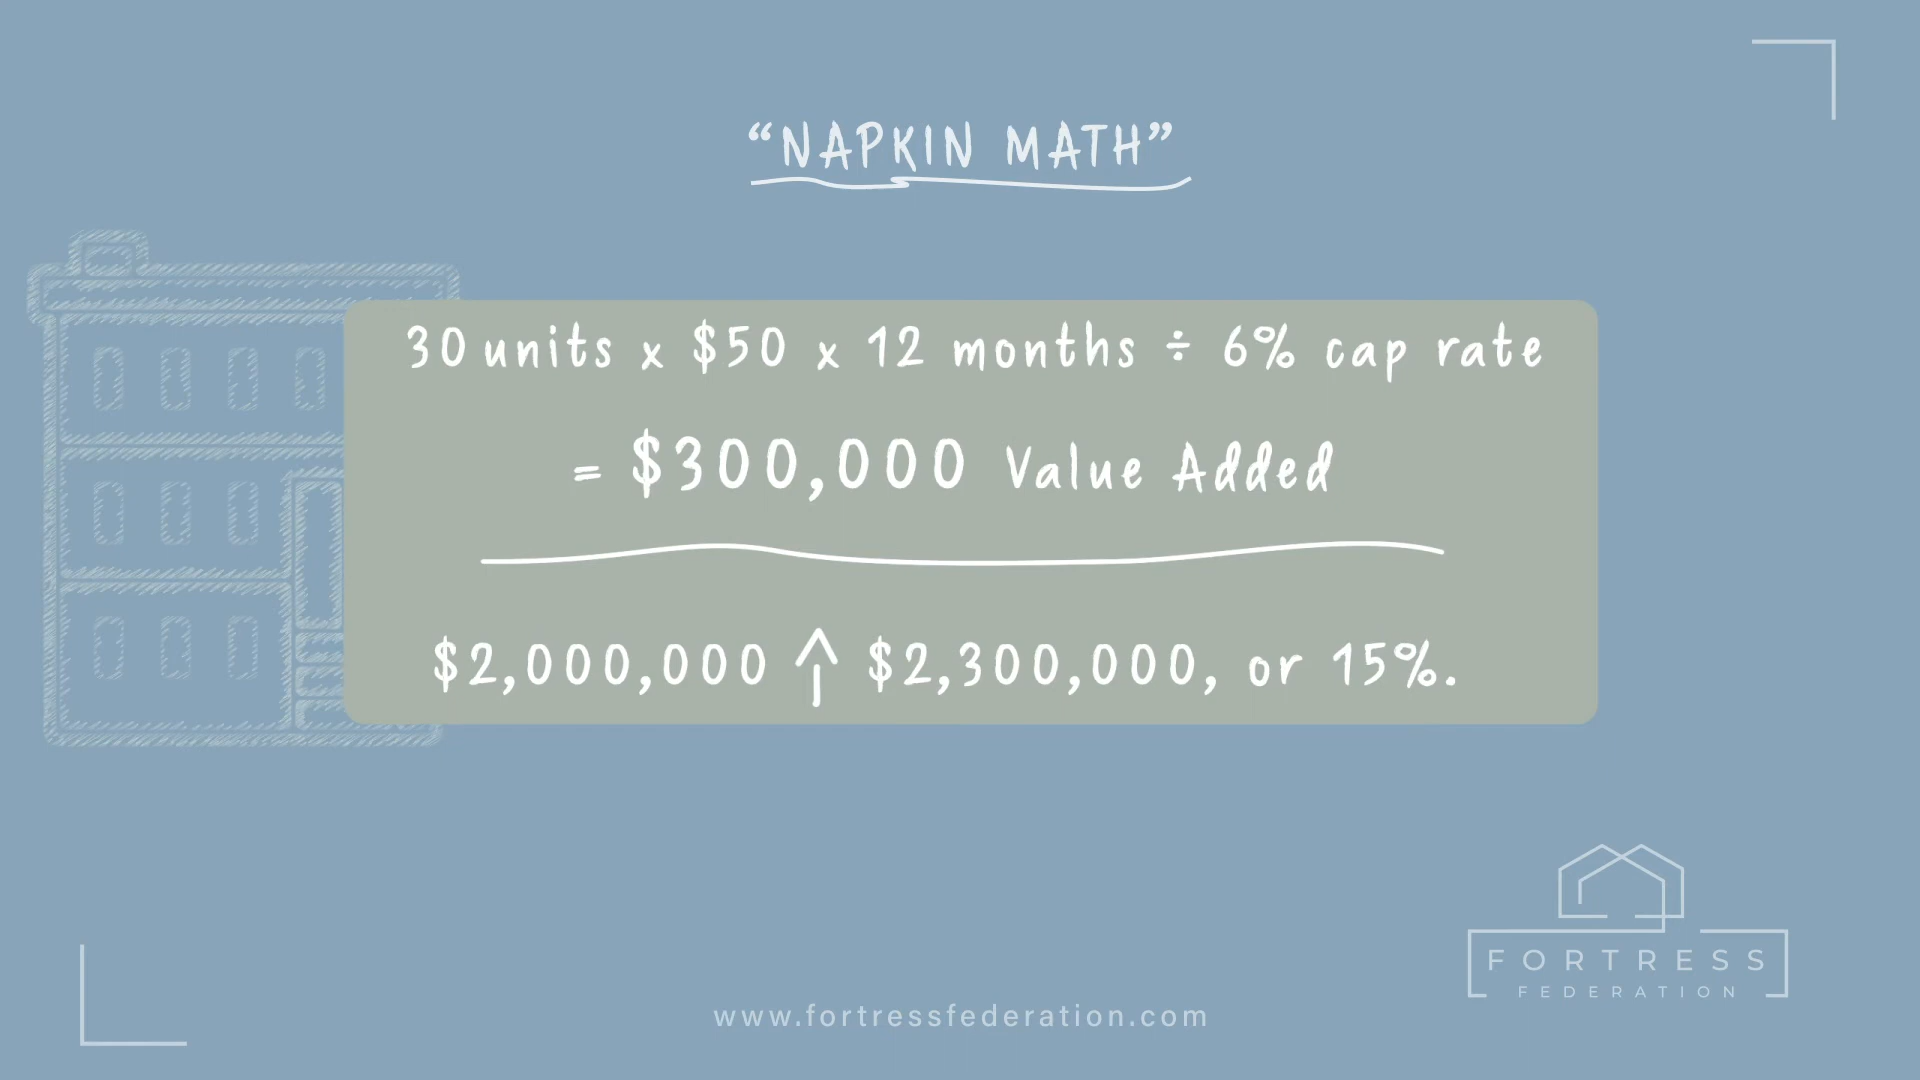 “NAPKIN MATH”
30 units x $50 x 12 months ÷ 6% cap rate
= $300,000 Value Added
$2,000,000 ↑ $2,300,000, or 15%.
FORTRESS
FEDERATION
www.fortressfederation.com